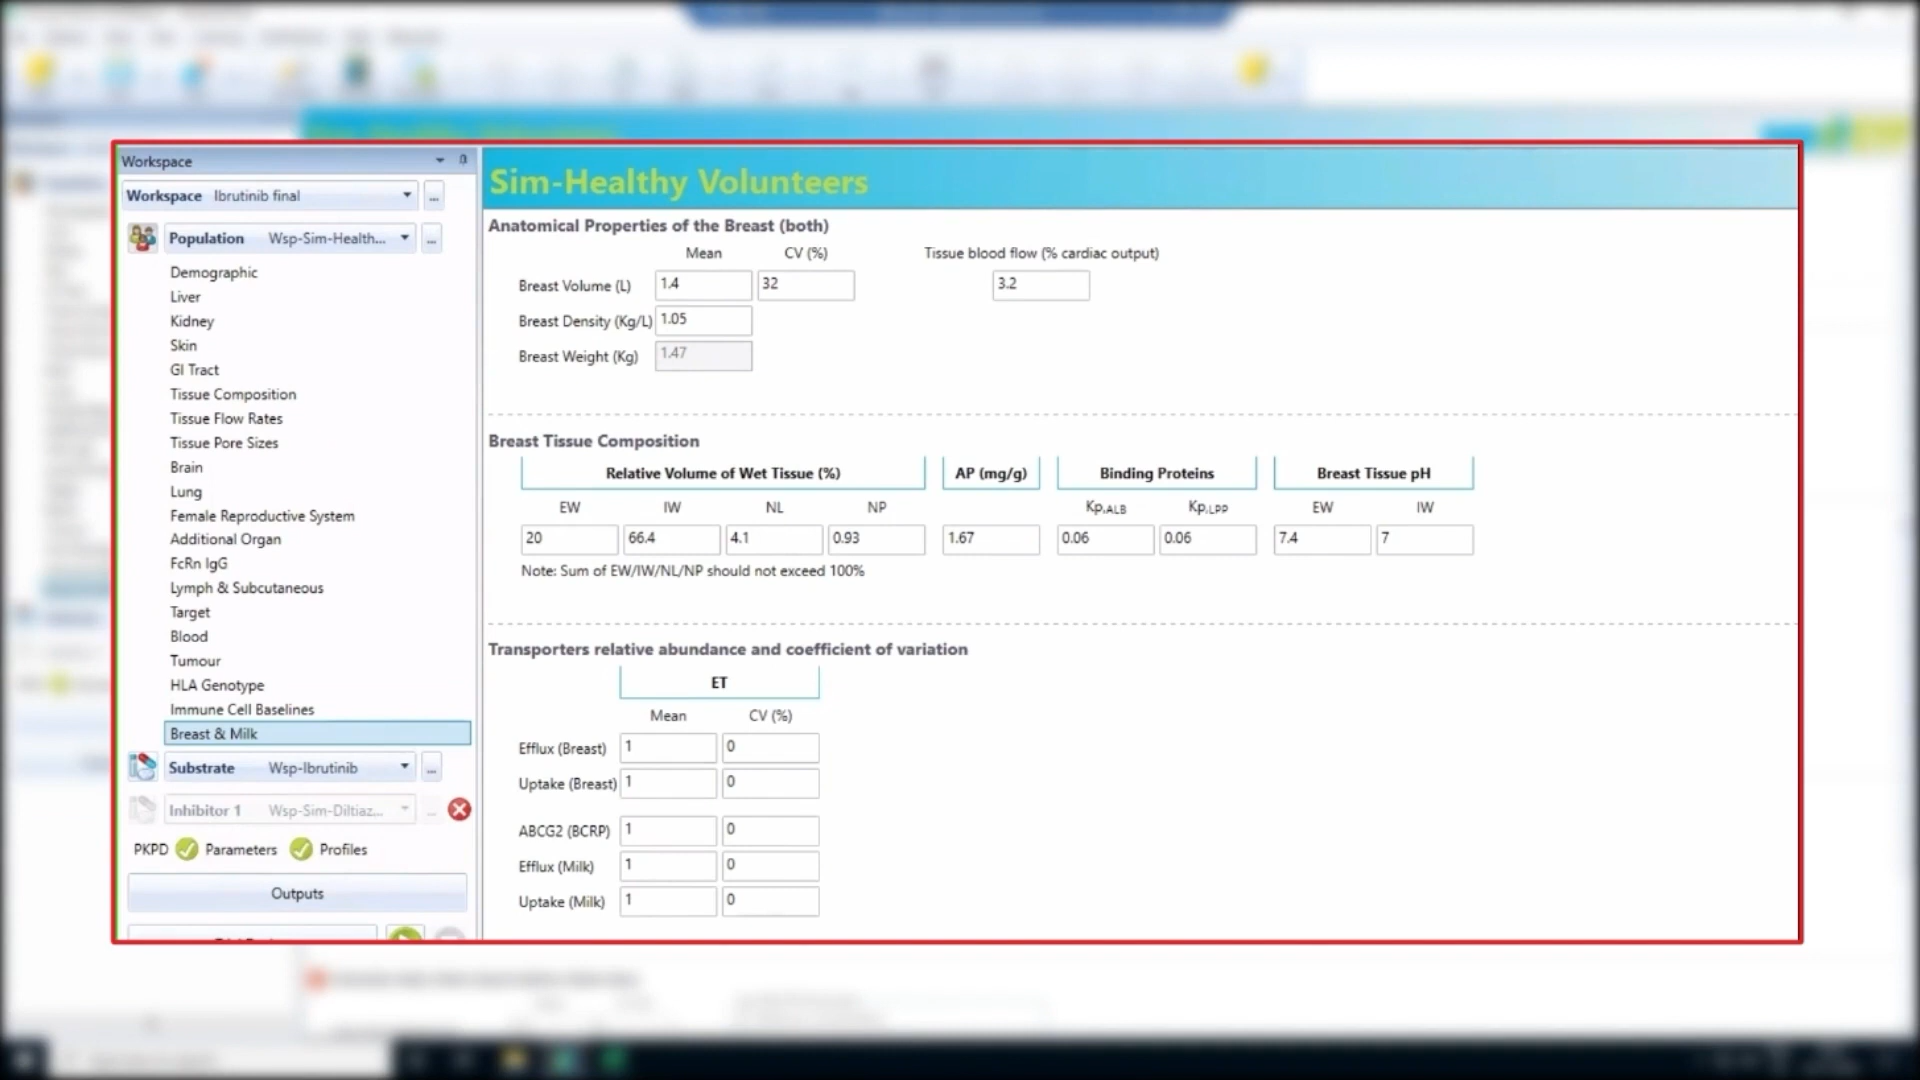 Workspace
Workspace Ibrutinib final ...
Population Wsp-Sim-Health... ...
Demographic
Liver
Kidney
Skin
GI Tract
Tissue Composition
Tissue Flow Rates
Tissue Pore Sizes
Brain
Lung
Female Reproductive System
Additional Organ
FcRn IgG
Lymph & Subcutaneous
Target
Blood
Tumour
HLA Genotype
Immune Cell Baselines
Breast & Milk
Substrate Wsp-Ibrutinib ...
Inhibitor 1 Wsp-Sim-Diltiaz... ...
PKPD Parameters Profiles
Outputs
Sim-Healthy Volunteers
Anatomical Properties of the Breast (both)
Mean CV (%) Tissue blood flow (% cardiac output)
Breast Volume (L) 1.4 32 3.2
Breast Density (Kg/L) 1.05
Breast Weight (Kg) 1.47
Breast Tissue Composition
Relative Volume of Wet Tissue (%) AP (mg/g) Binding Proteins Breast Tissue pH
EW IW NL NP Kp,ALB Kp,LPP EW IW
20 66.4 4.1 0.93 1.67 0.06 0.06 7.4 7
Note: Sum of EW/IW/NL/NP should not exceed 100%
Transporters relative abundance and coefficient of variation
ET
Mean CV (%)
Efflux (Breast) 1 0
Uptake (Breast) 1 0
ABCG2 (BCRP) 1 0
Efflux (Milk) 1 0
Uptake (Milk) 1 0